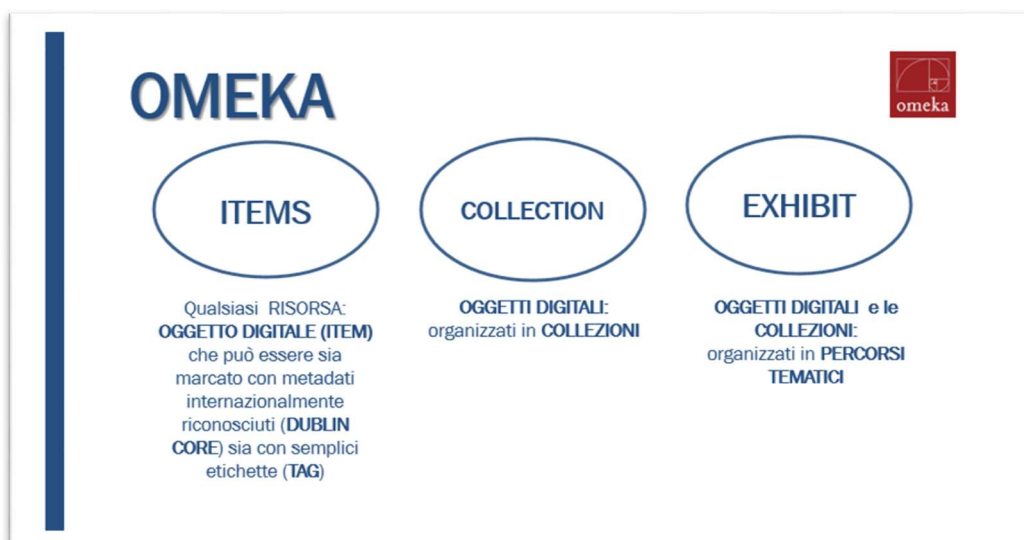 OMEKA
omeka
ITEMS
COLLECTION
EXHIBIT
Qualsiasi RISORSA:
OGGETTO DIGITALE (ITEM)
che può essere sia
marcato con metadati
internazionalmente
riconosciuti (DUBLIN
CORE) sia con semplici
etichette (TAG)
OGGETTI DIGITALI:
organizzati in COLLEZIONI
OGGETTI DIGITALI e le
COLLEZIONI:
organizzati in PERCORSI
TEMATICI